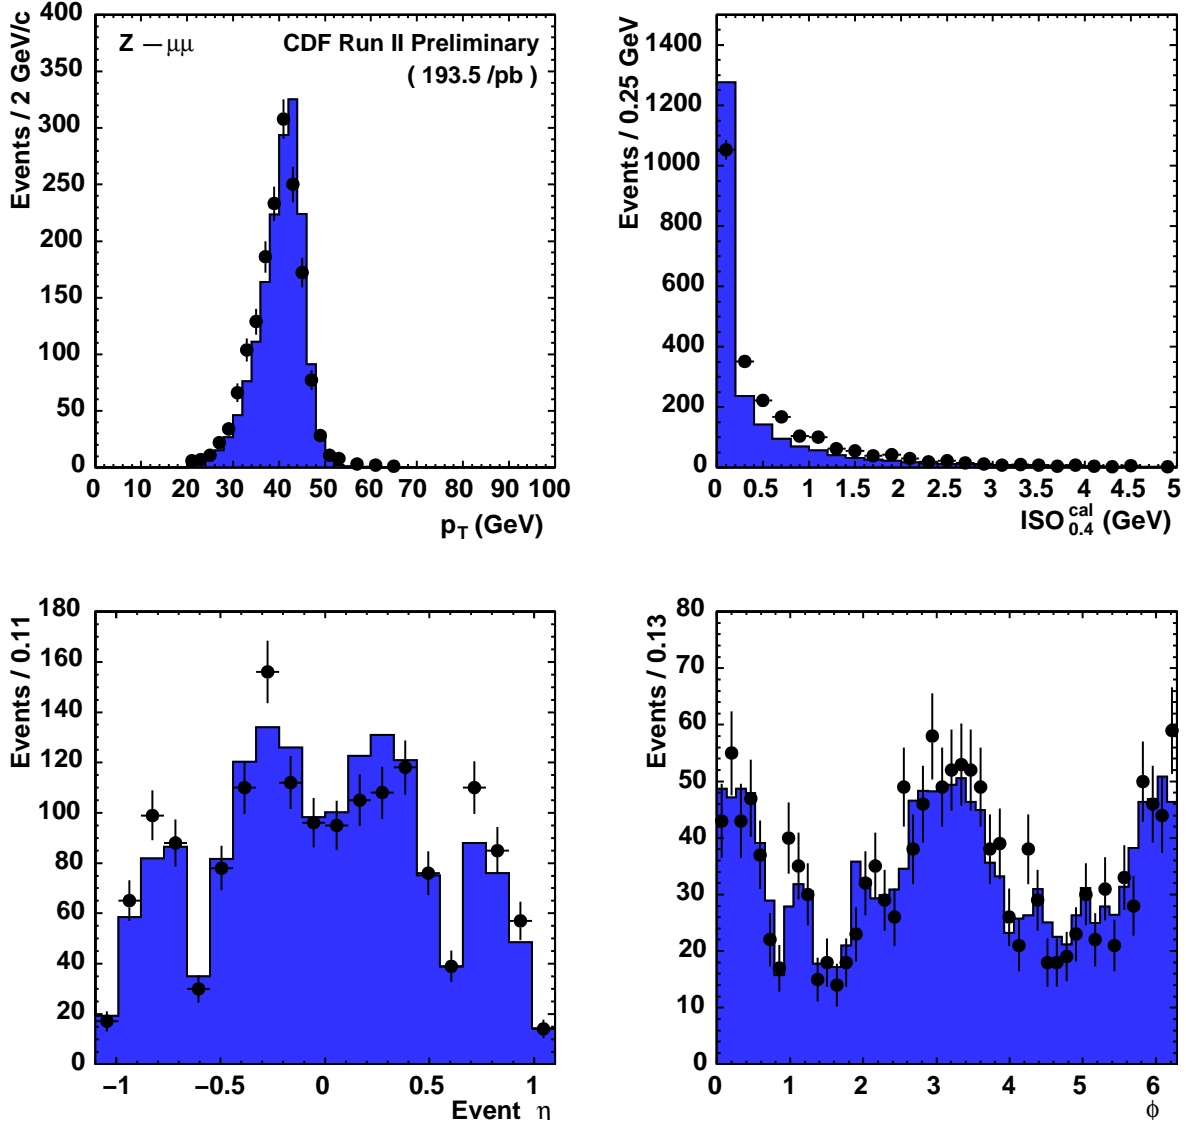 Events / 2 GeV/c
400
350
300
250
200
150
100
50
0
Z − μμ
CDF Run II Preliminary
( 193.5 /pb )
0 10 20 30 40 50 60 70 80 90 100
p_T (GeV)
Events / 0.25 GeV
1400
1200
1000
800
600
400
200
0
0 0.5 1 1.5 2 2.5 3 3.5 4 4.5 5
ISO^cal_0.4 (GeV)
Events / 0.11
180
160
140
120
100
80
60
40
20
0
−1 −0.5 0 0.5 1
Event η
Events / 0.13
80
70
60
50
40
30
20
10
0
0 1 2 3 4 5 6
ϕ